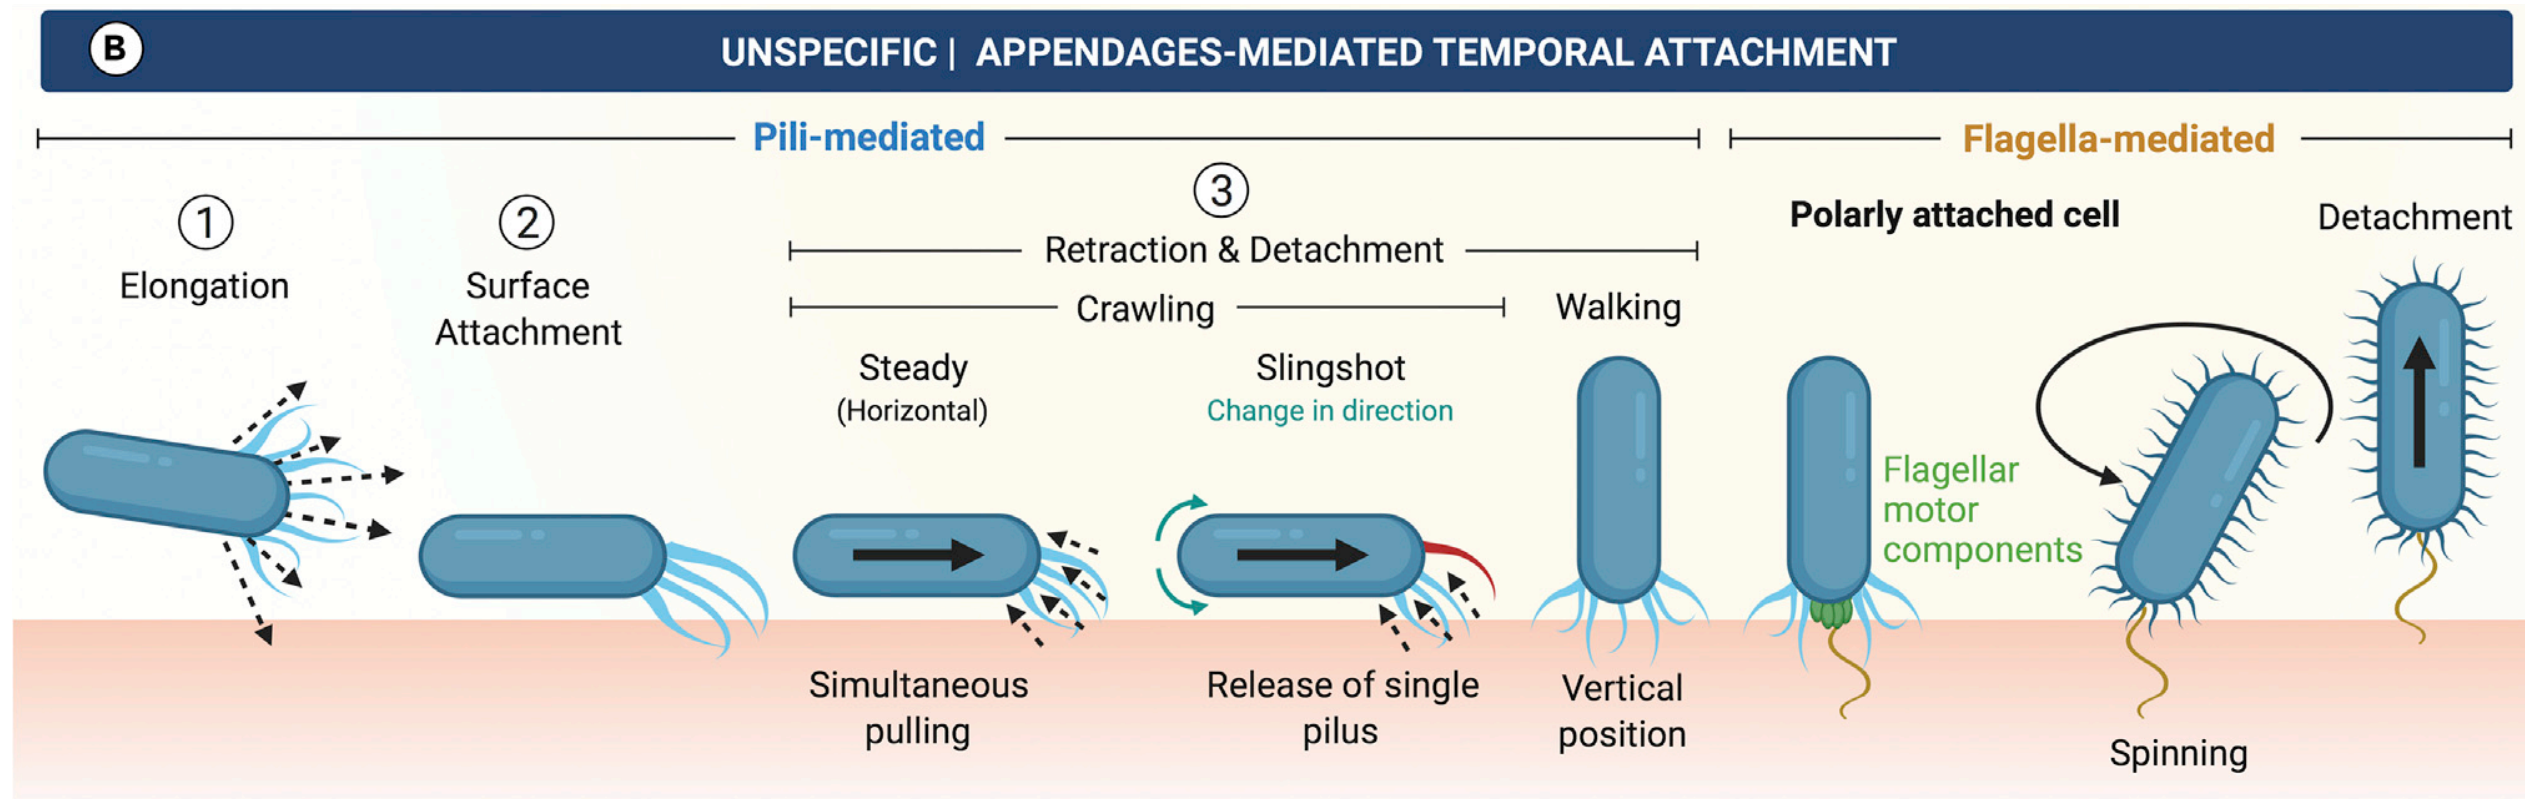 B
UNSPECIFIC | APPENDAGES-MEDIATED TEMPORAL ATTACHMENT
Pili-mediated
Flagella-mediated
1
Elongation
2
Surface
Attachment
3
Retraction & Detachment
Crawling
Steady
(Horizontal)
Simultaneous
pulling
Slingshot
Change in direction
Release of single
pilus
Walking
Vertical
position
Polarly attached cell
Flagellar
motor
components
Spinning
Detachment